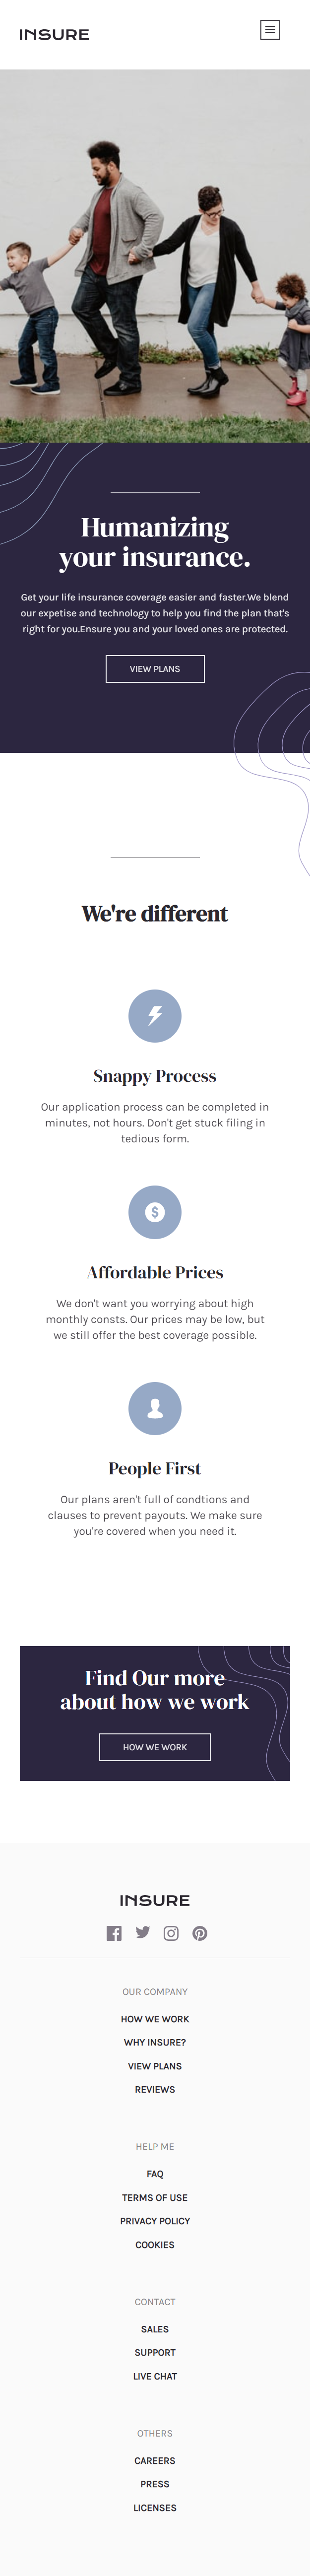 INSURE
Humanizing
your insurance.
Get your life insurance coverage easier and faster.We blend
our expetise and technology to help you find the plan that's
right for you.Ensure you and your loved ones are protected.
VIEW PLANS
We're different
Snappy Process
Our application process can be completed in
minutes, not hours. Don't get stuck filing in
tedious form.
Affordable Prices
We don't want you worrying about high
monthly consts. Our prices may be low, but
we still offer the best coverage possible.
People First
Our plans aren't full of condtions and
clauses to prevent payouts. We make sure
you're covered when you need it.
Find Our more
about how we work
HOW WE WORK
INSURE
OUR COMPANY
HOW WE WORK
WHY INSURE?
VIEW PLANS
REVIEWS
HELP ME
FAQ
TERMS OF USE
PRIVACY POLICY
COOKIES
CONTACT
SALES
SUPPORT
LIVE CHAT
OTHERS
CAREERS
PRESS
LICENSES